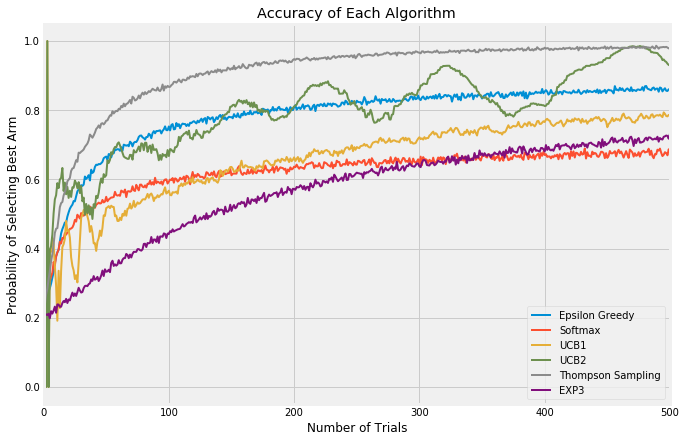 Accuracy of Each Algorithm
Probability of Selecting Best Arm
1.0
0.8
0.6
0.4
0.2
0.0
0 100 200 300 400 500
Number of Trials
Epsilon Greedy
Softmax
UCB1
UCB2
Thompson Sampling
EXP3